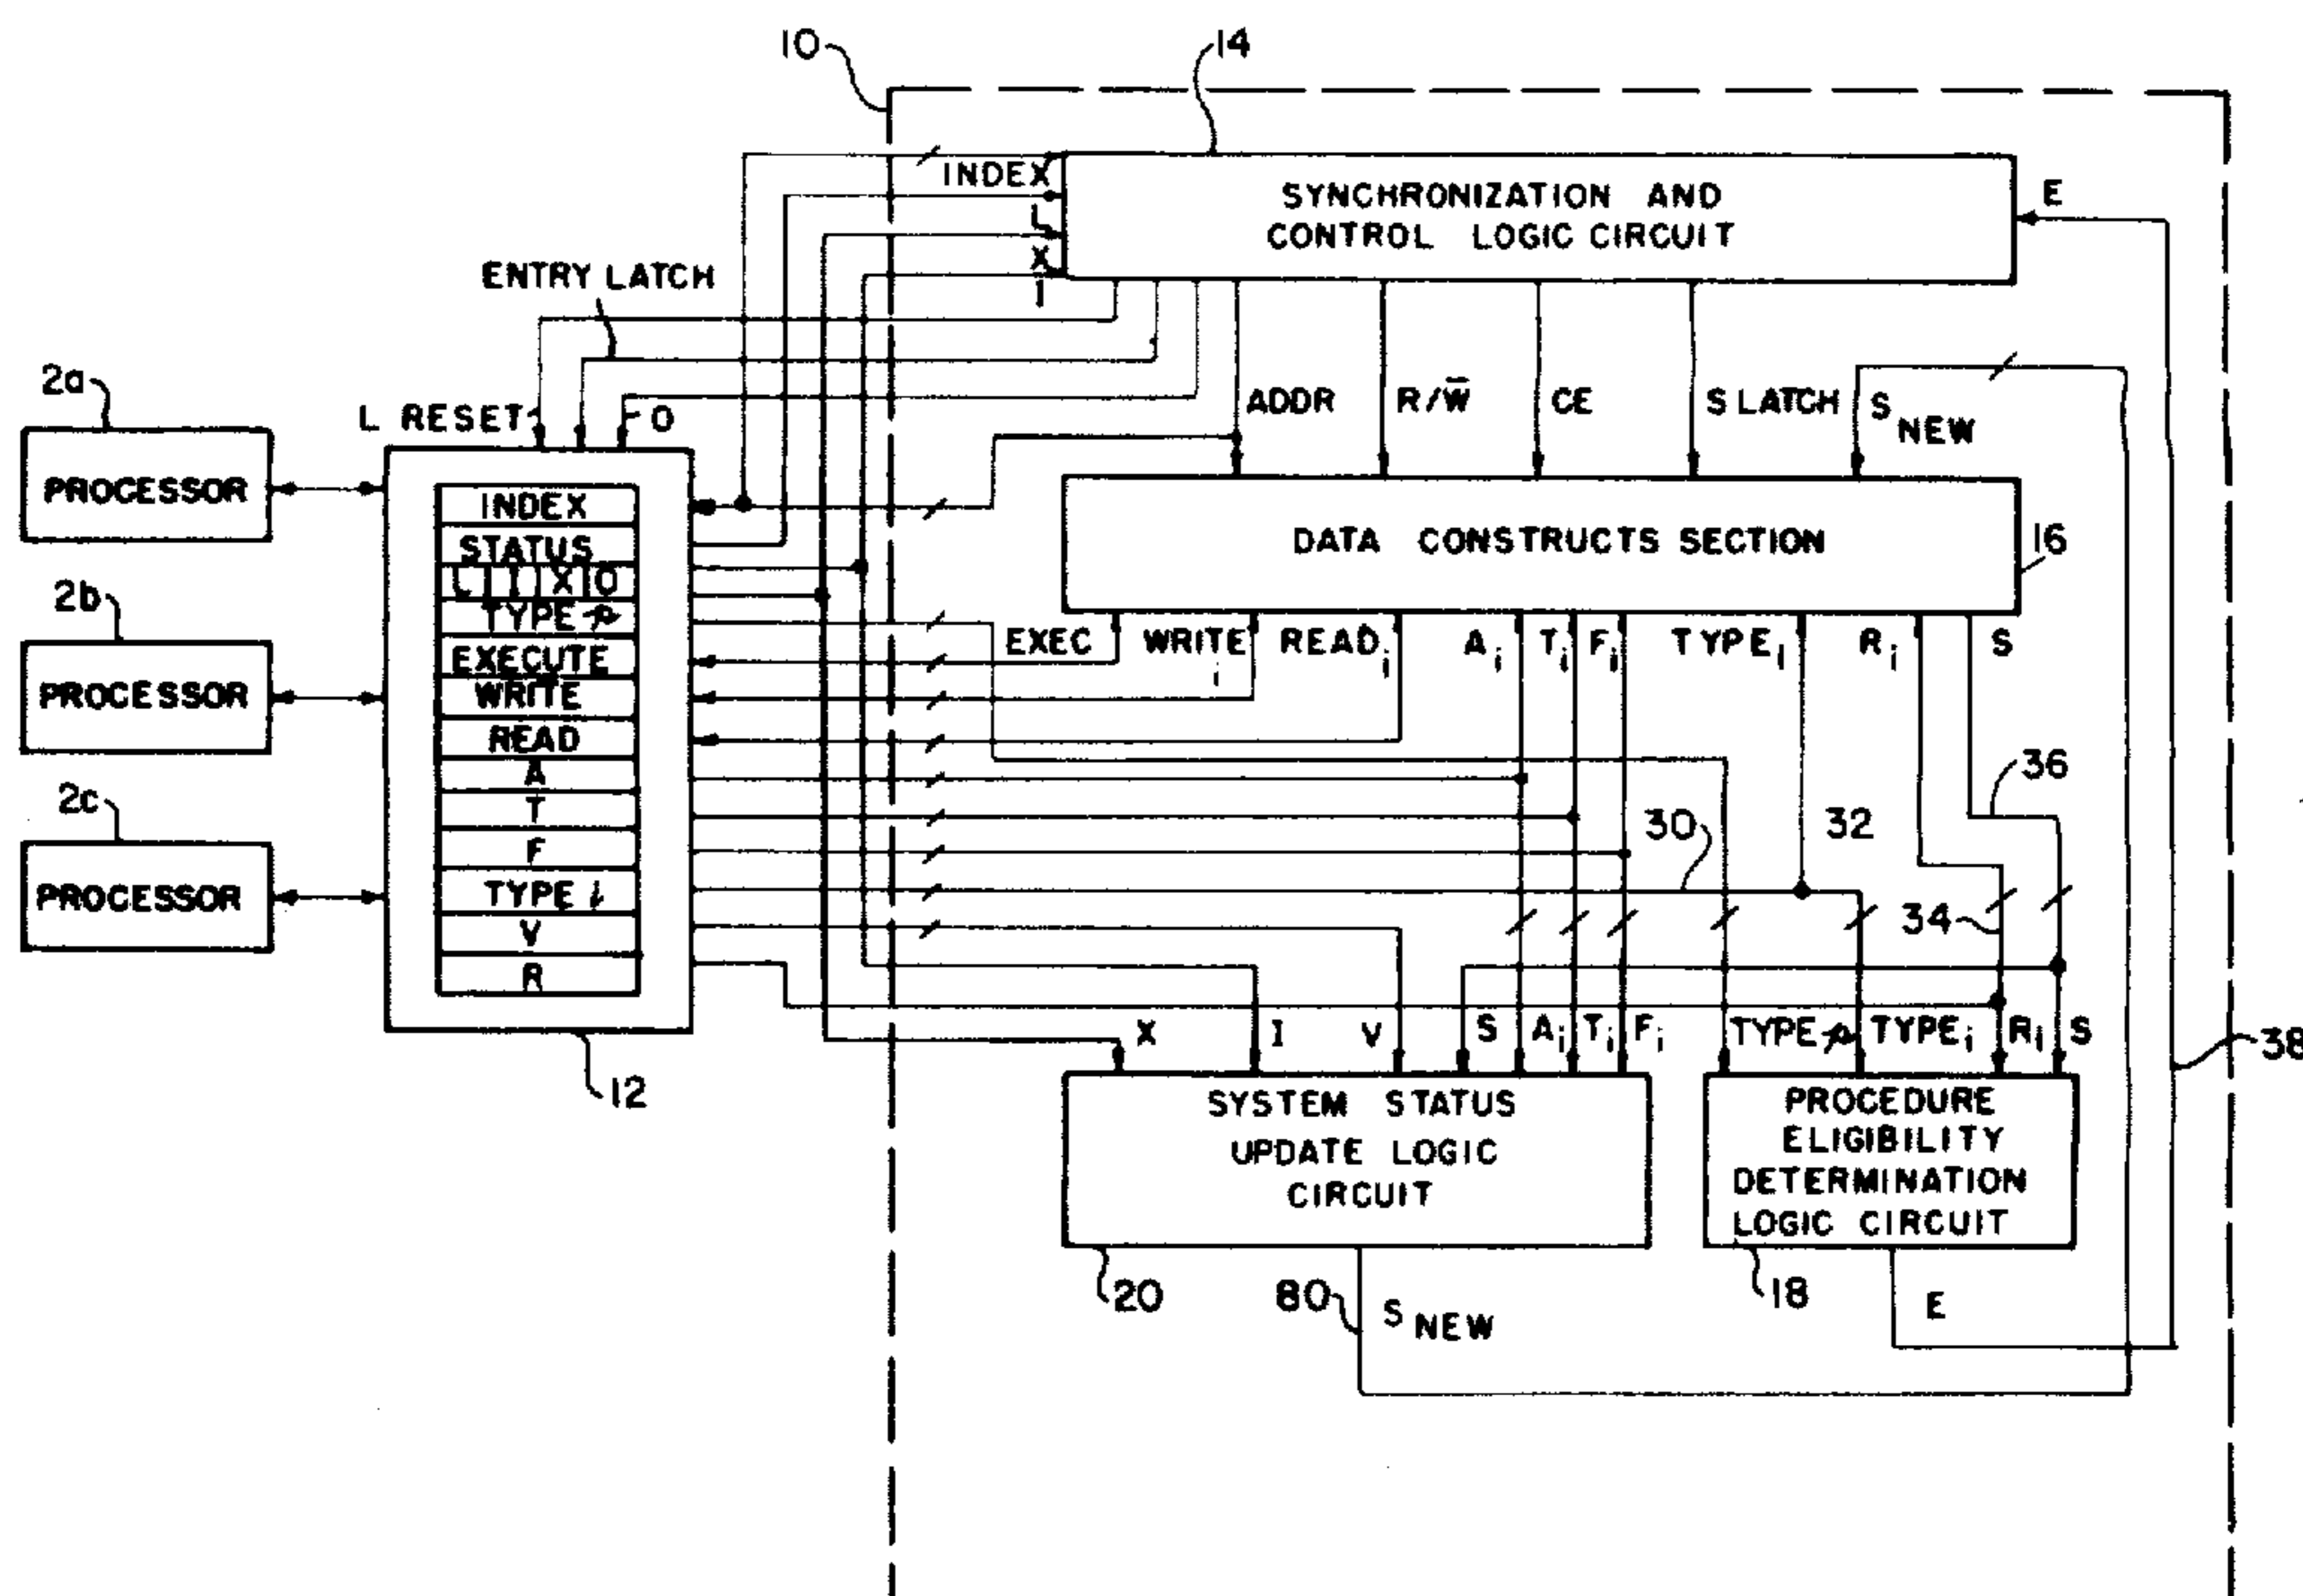 10
14
INDEX
L
X
I
SYNCHRONIZATION AND
CONTROL LOGIC CIRCUIT
E
ENTRY LATCH
2a
L RESET
O
ADDR
R/W̅
CE
S LATCH
S NEW
PROCESSOR
INDEX
STATUS
L I X O
TYPE p
EXECUTE
WRITE
READ
A
T
F
TYPE i
V
R
12
2b
PROCESSOR
2c
PROCESSOR
DATA CONSTRUCTS SECTION
16
EXEC
WRITE i
READ i
A i
T i
F i
TYPE i
R i
S
36
30
32
34
X
I
V
S
A i
T i
F i
TYPE p
TYPE i
R i
S
38
SYSTEM STATUS
UPDATE LOGIC
CIRCUIT
PROCEDURE
ELIGIBILITY
DETERMINATION
LOGIC CIRCUIT
20
80
S NEW
18
E